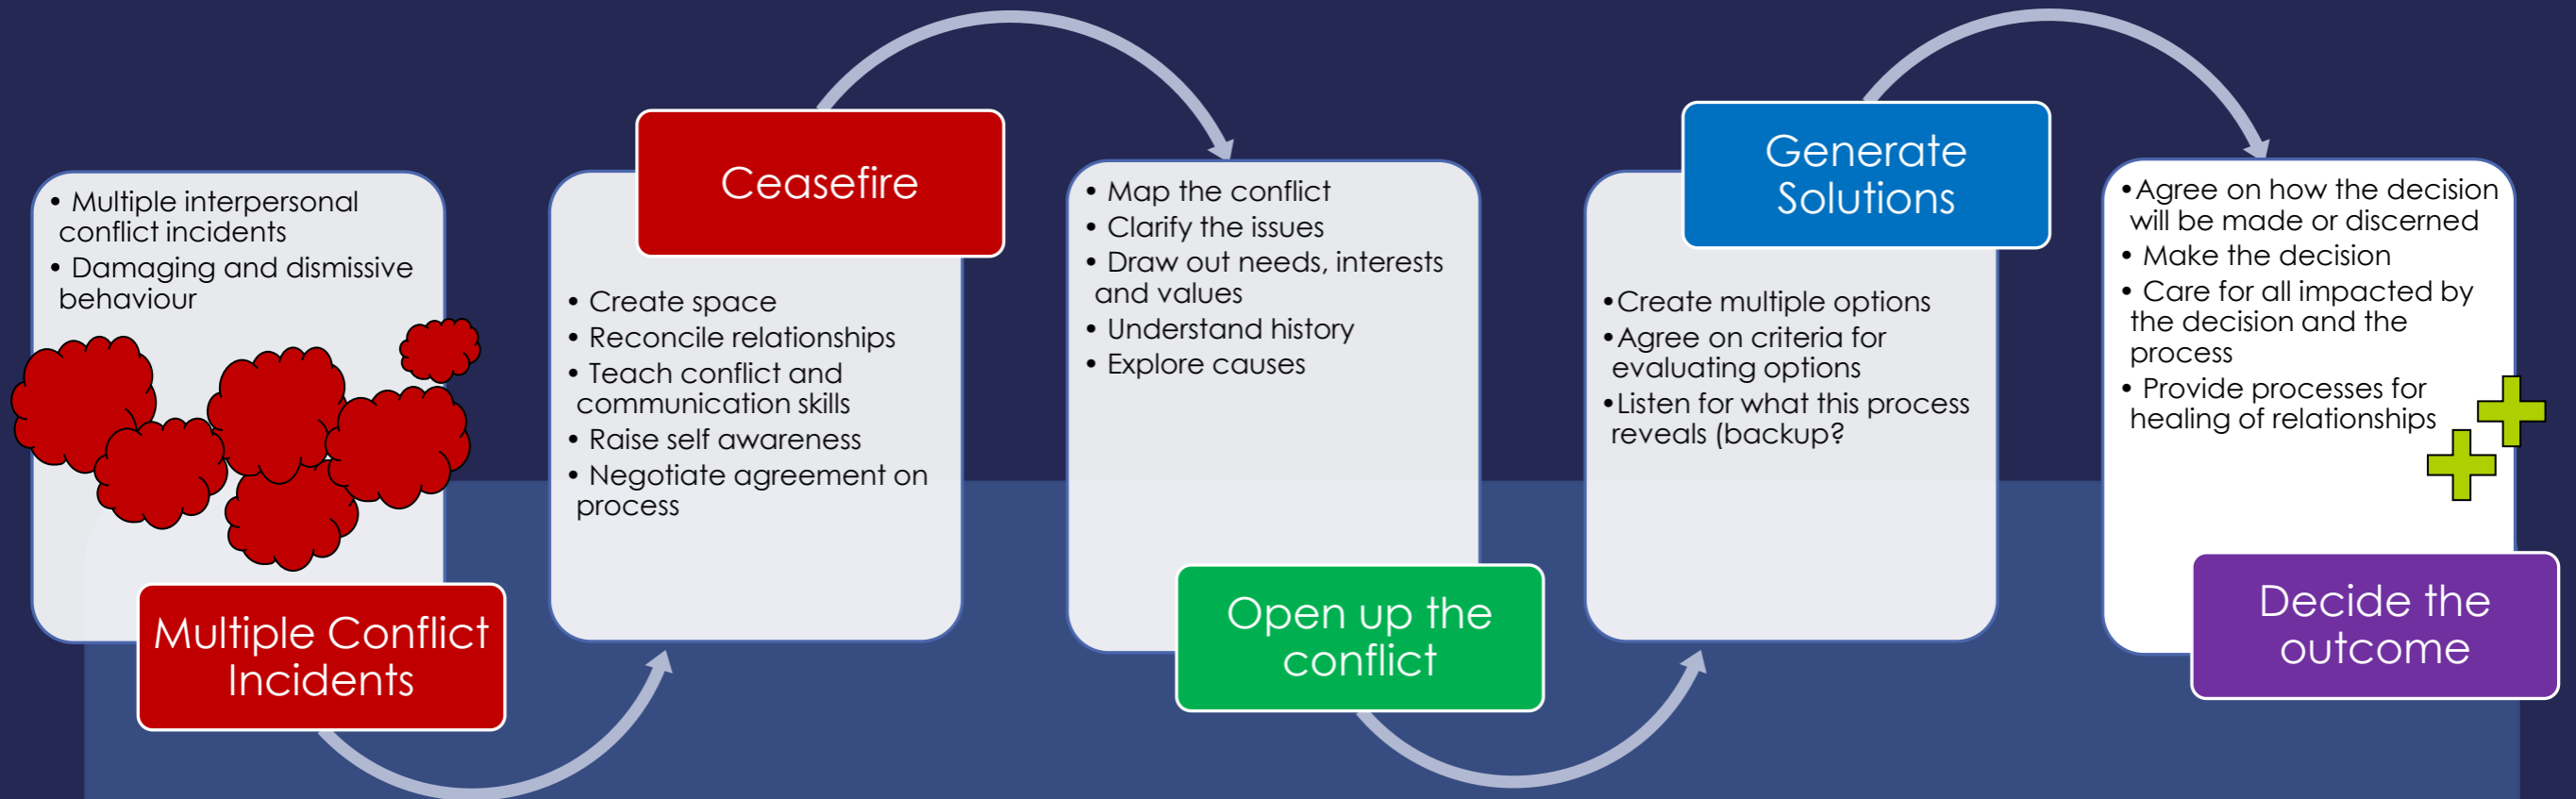 • Multiple interpersonal
conflict incidents
• Damaging and dismissive
behaviour
Multiple Conflict
Incidents
Ceasefire
• Create space
• Reconcile relationships
• Teach conflict and
communication skills
• Raise self awareness
• Negotiate agreement on
process
• Map the conflict
• Clarify the issues
• Draw out needs, interests
and values
• Understand history
• Explore causes
Open up the
conflict
Generate
Solutions
•Create multiple options
•Agree on criteria for
evaluating options
•Listen for what this process
reveals (backup?
•Agree on how the decision
will be made or discerned
• Make the decision
• Care for all impacted by
the decision and the
process
• Provide processes for
healing of relationships
Decide the
outcome